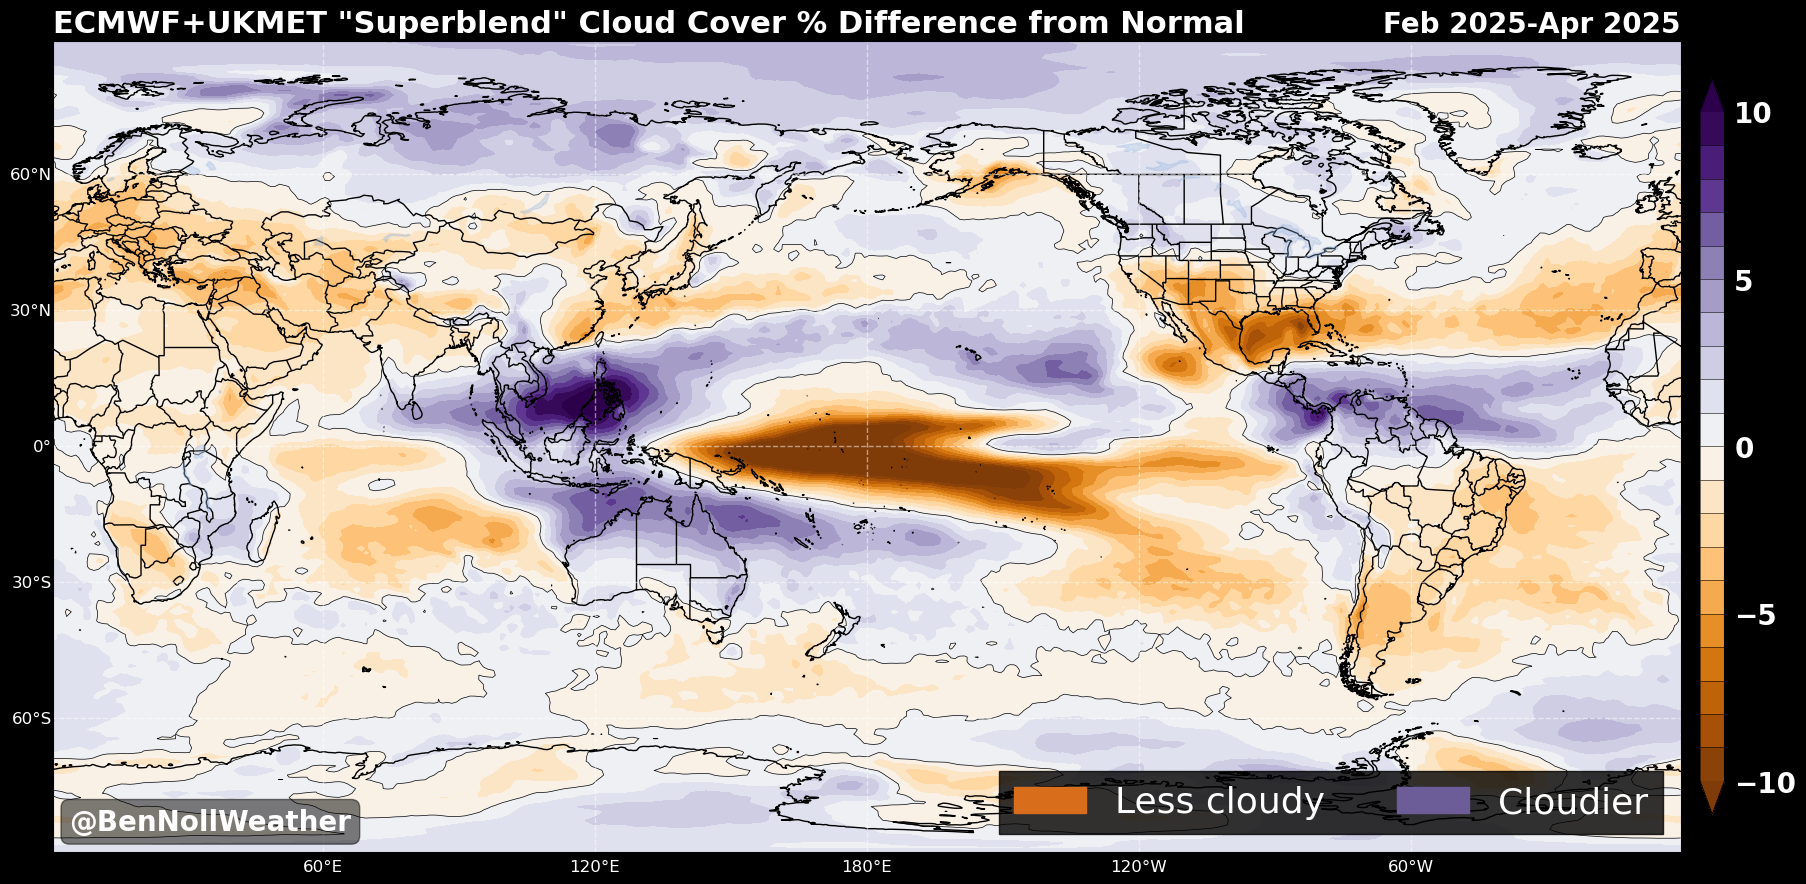 ECMWF+UKMET "Superblend" Cloud Cover % Difference from Normal
Feb 2025-Apr 2025
60°N
30°N
0°
30°S
60°S
60°E
120°E
180°E
120°W
60°W
10
5
0
−5
−10
Less cloudy
Cloudier
@BenNollWeather